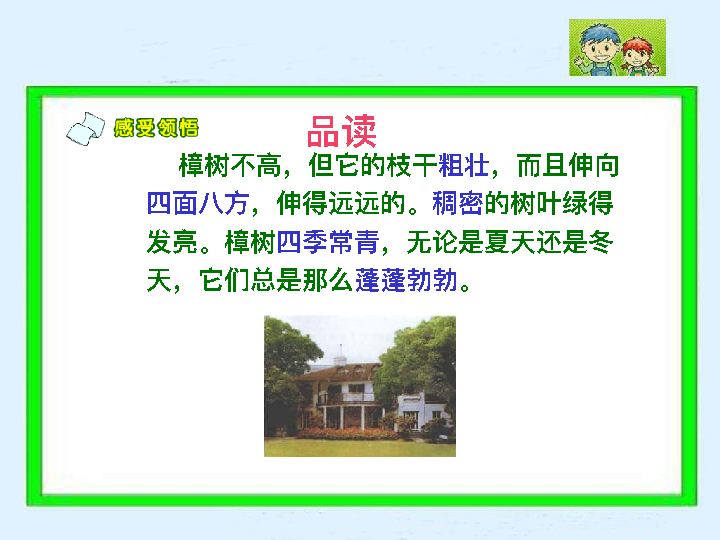 感受领悟
品读
樟树不高，但它的枝干粗壮，而且伸向
四面八方，伸得远远的。稠密的树叶绿得
发亮。樟树四季常青，无论是夏天还是冬
天，它们总是那么蓬蓬勃勃。